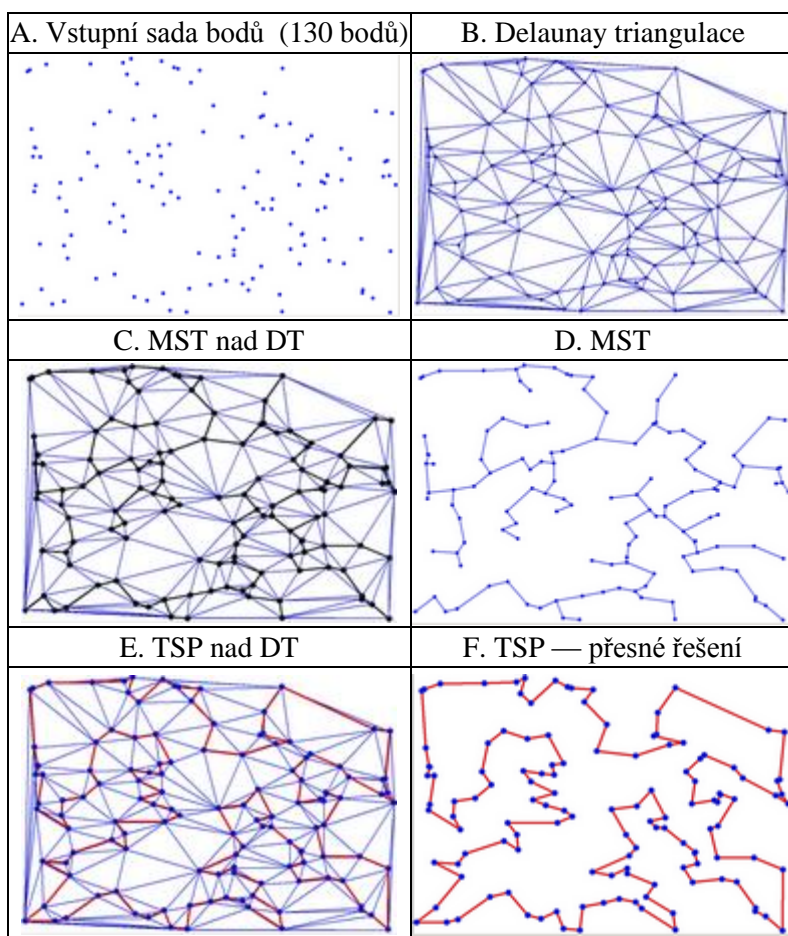 A. Vstupní sada bodů (130 bodů)
B. Delaunay triangulace
C. MST nad DT
D. MST
E. TSP nad DT
F. TSP — přesné řešení